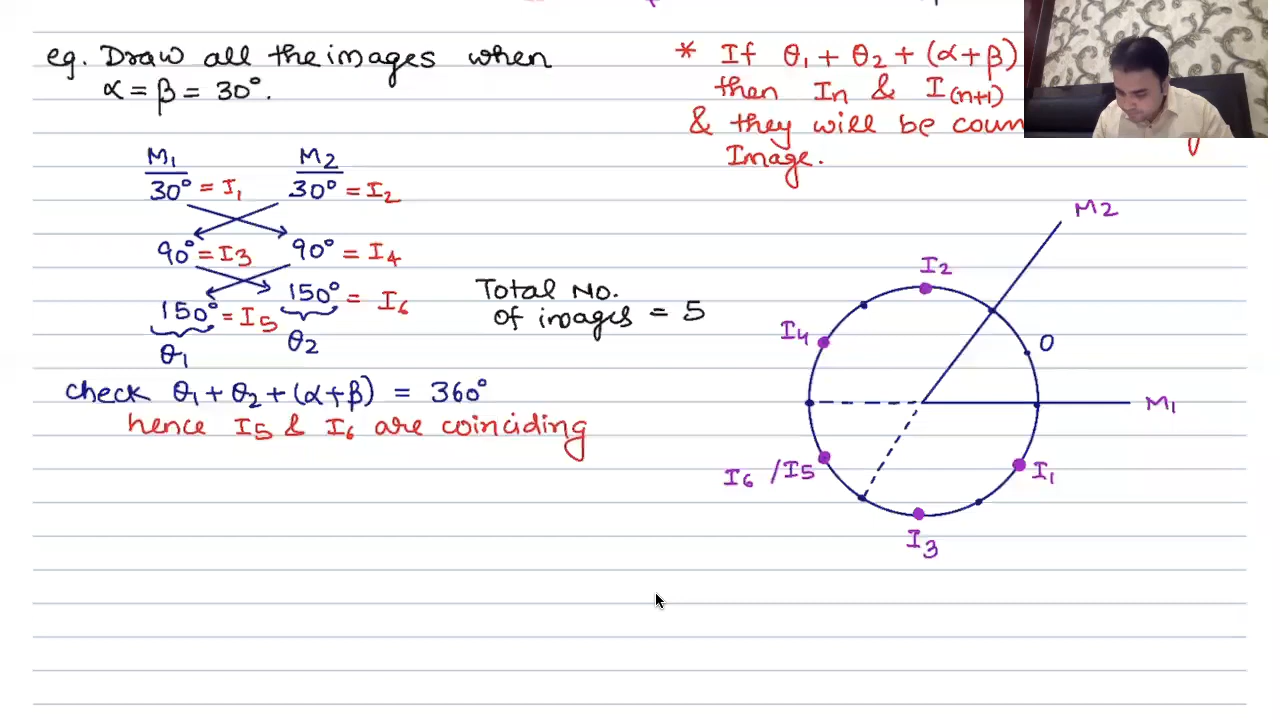 eg. Draw all the images when
α = β = 30°.
* If θ₁ + θ₂ + (α+β)
then In & I(n+1)
& they will be coun
Image.
M₁ M₂
30° = I₁ 30° = I₂
90° = I₃ 90° = I₄
150° = I₅ 150° = I₆
θ₁ θ₂
Total No.
of images = 5
check θ₁ + θ₂ + (α+β) = 360°
hence I₅ & I₆ are coinciding
M₂
I₂
I₄
O
M₁
I₆ / I₅
I₁
I₃